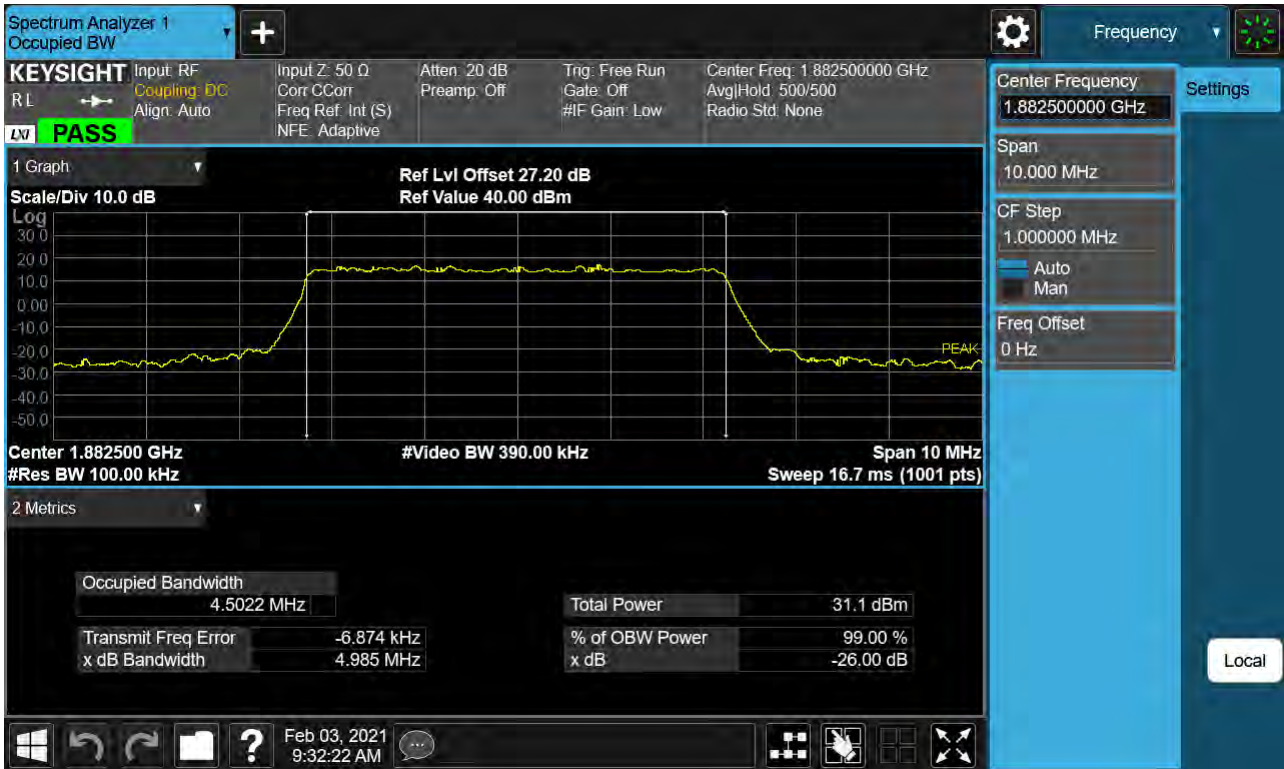 Spectrum Analyzer 1
Occupied BW
Frequency
KEYSIGHT
R L
LXI
PASS
Input: RF
Coupling: DC
Align: Auto
Input Z: 50 Ω
Corr CCorr
Freq Ref: Int (S)
NFE: Adaptive
Atten: 20 dB
Preamp: Off
Trig: Free Run
Gate: Off
#IF Gain: Low
Center Freq: 1.882500000 GHz
Avg|Hold: 500/500
Radio Std: None
1 Graph
Scale/Div 10.0 dB
Ref Lvl Offset 27.20 dB
Ref Value 40.00 dBm
Log
30.0
20.0
10.0
0.00
-10.0
-20.0
-30.0
-40.0
-50.0
PEAK
Center 1.882500 GHz
#Video BW 390.00 kHz
Span 10 MHz
#Res BW 100.00 kHz
Sweep 16.7 ms (1001 pts)
2 Metrics
Occupied Bandwidth
4.5022 MHz
Total Power 31.1 dBm
Transmit Freq Error -6.874 kHz
% of OBW Power 99.00 %
x dB Bandwidth 4.985 MHz
x dB -26.00 dB
Center Frequency
1.882500000 GHz
Settings
Span
10.000 MHz
CF Step
1.000000 MHz
Auto
Man
Freq Offset
0 Hz
Local
?
Feb 03, 2021
9:32:22 AM